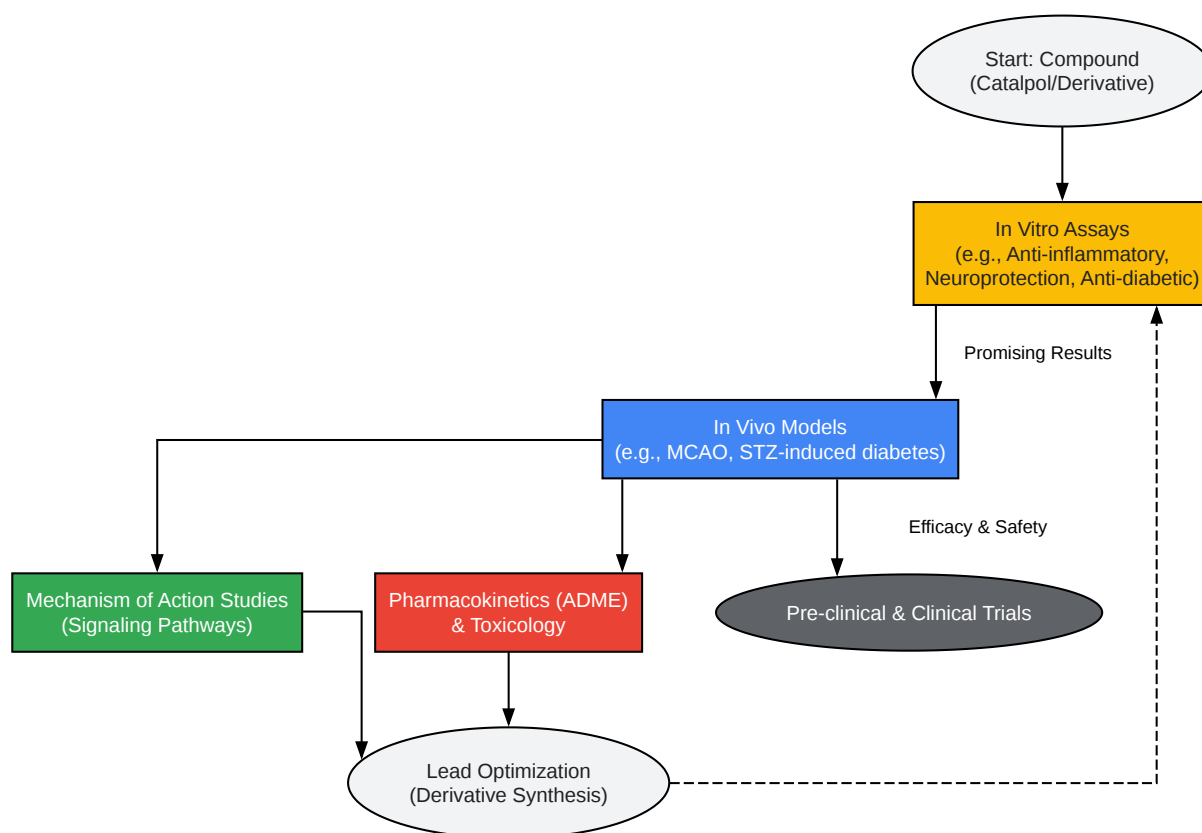 Start: Compound
(Catalpol/Derivative)
In Vitro Assays
(e.g., Anti-inflammatory,
Neuroprotection, Anti-diabetic)
Promising Results
In Vivo Models
(e.g., MCAO, STZ-induced diabetes)
Efficacy & Safety
Mechanism of Action Studies
(Signaling Pathways)
Pharmacokinetics (ADME)
& Toxicology
Pre-clinical & Clinical Trials
Lead Optimization
(Derivative Synthesis)